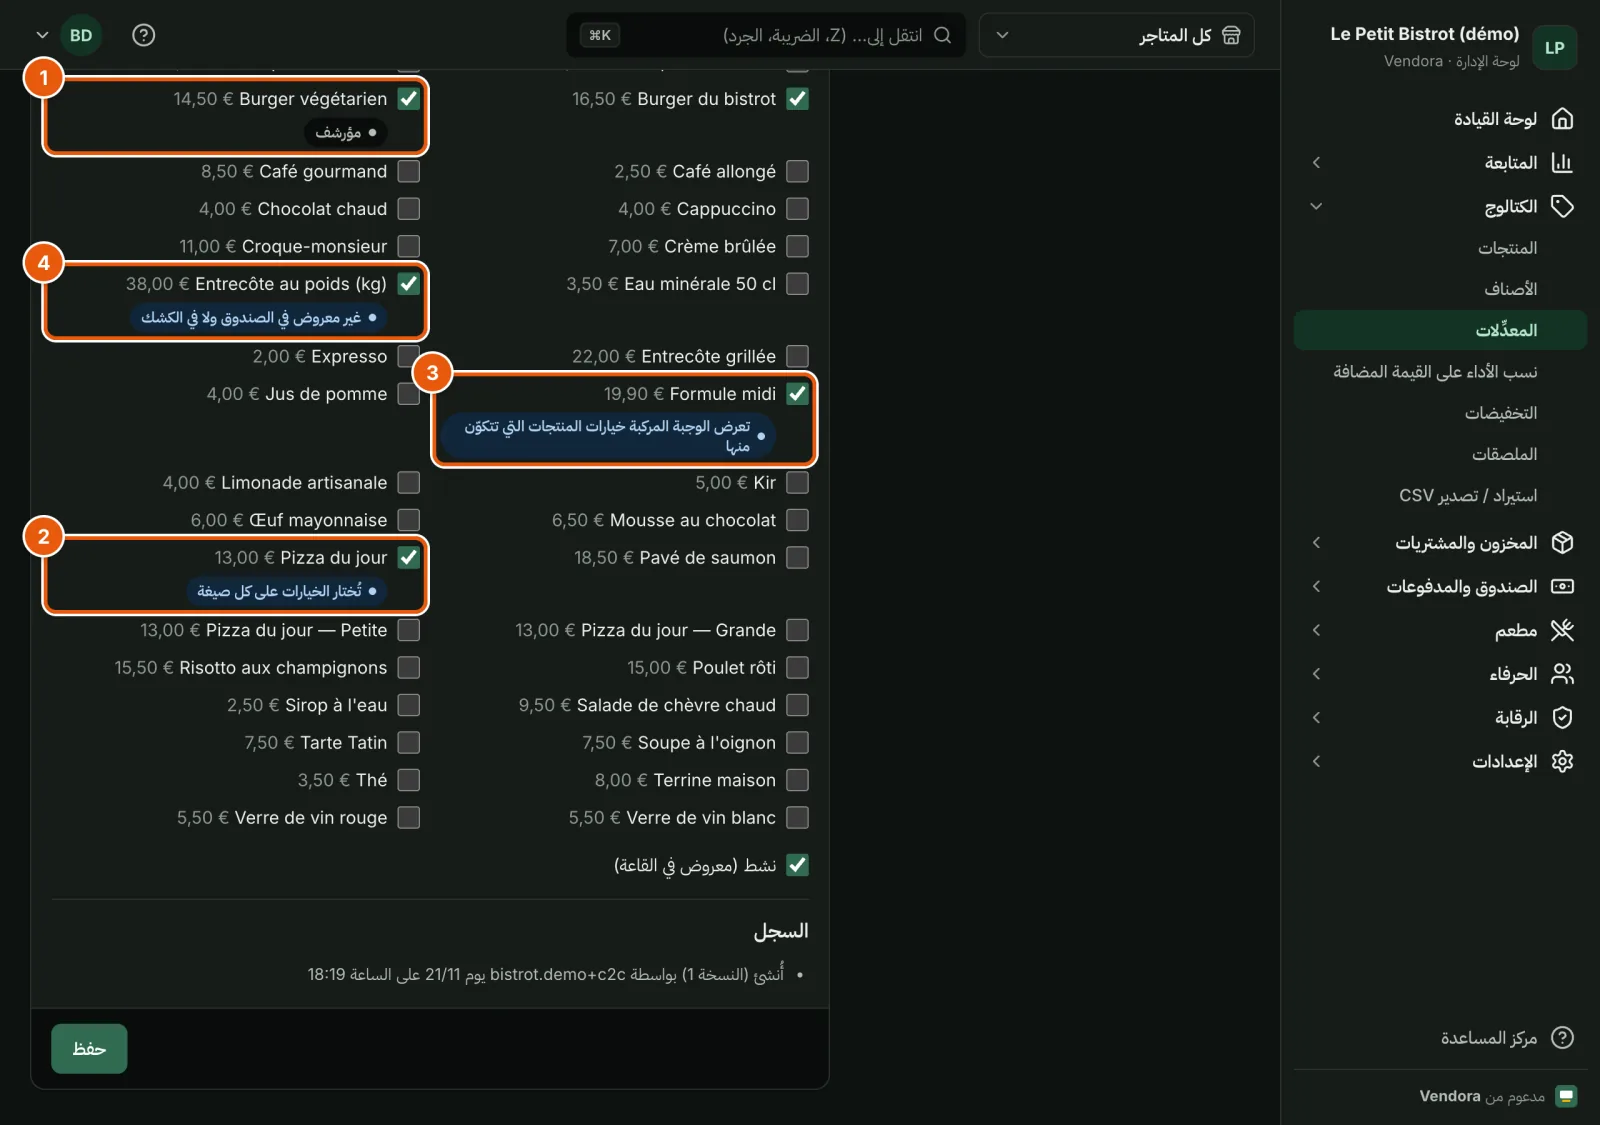 Le Petit Bistrot (démo)
لوحة الإدارة · Vendora
LP
كل المتاجر
انتقل إلى... (Z، الضريبة، الجرد)
⌘K
BD
لوحة القيادة
المتابعة
الكتالوج
المنتجات
الأصناف
المعدِّلات
نسب الأداء على القيمة المضافة
التخفيضات
الملصقات
استيراد / تصدير CSV
المخزون والمشتريات
الصندوق والمدفوعات
مطعم
الحرفاء
الرقابة
الإعدادات
مركز المساعدة
مدعوم من Vendora
Burger du bistrot 16,50 €
1
Burger végétarien 14,50 €
مؤرشف
Café allongé 2,50 €
Café gourmand 8,50 €
Cappuccino 4,00 €
Chocolat chaud 4,00 €
Crème brûlée 7,00 €
Croque-monsieur 11,00 €
Eau minérale 50 cl 3,50 €
4
Entrecôte au poids (kg) 38,00 €
غير معروض في الصندوق ولا في الكشك
Entrecôte grillée 22,00 €
Expresso 2,00 €
3
Formule midi 19,90 €
تعرض الوجبة المركبة خيارات المنتجات التي تتكوّن
منها
Jus de pomme 4,00 €
Kir 5,00 €
Limonade artisanale 4,00 €
Mousse au chocolat 6,50 €
Œuf mayonnaise 6,00 €
Pavé de saumon 18,50 €
2
Pizza du jour 13,00 €
تُختار الخيارات على كل صيغة
Pizza du jour — Grande 13,00 €
Pizza du jour — Petite 13,00 €
Poulet rôti 15,00 €
Risotto aux champignons 15,50 €
Salade de chèvre chaud 9,50 €
Sirop à l'eau 2,50 €
Soupe à l'oignon 7,50 €
Tarte Tatin 7,50 €
Terrine maison 8,00 €
Thé 3,50 €
Verre de vin blanc 5,50 €
Verre de vin rouge 5,50 €
نشط (معروض في القاعة)
السجل
• أُنشئ (النسخة 1) بواسطة bistrot.demo+c2c يوم 21/11 على الساعة 18:19
حفظ